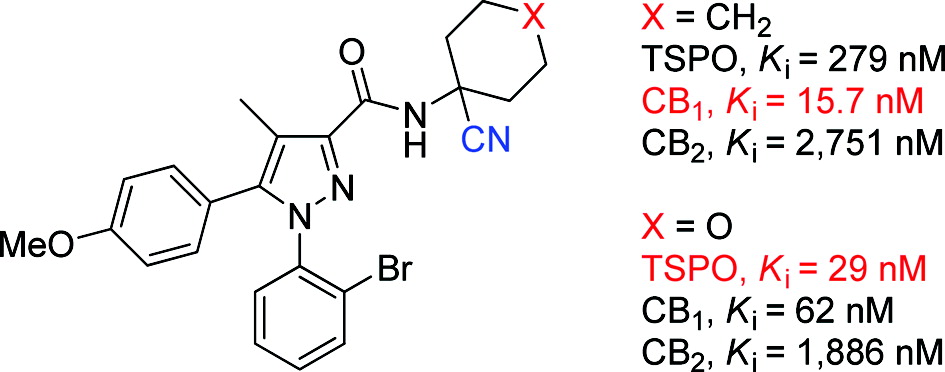 X
O
N
H
CN
N
N
MeO
Br
X = CH₂
TSPO, Kᵢ = 279 nM
CB₁, Kᵢ = 15.7 nM
CB₂, Kᵢ = 2,751 nM
X = O
TSPO, Kᵢ = 29 nM
CB₁, Kᵢ = 62 nM
CB₂, Kᵢ = 1,886 nM